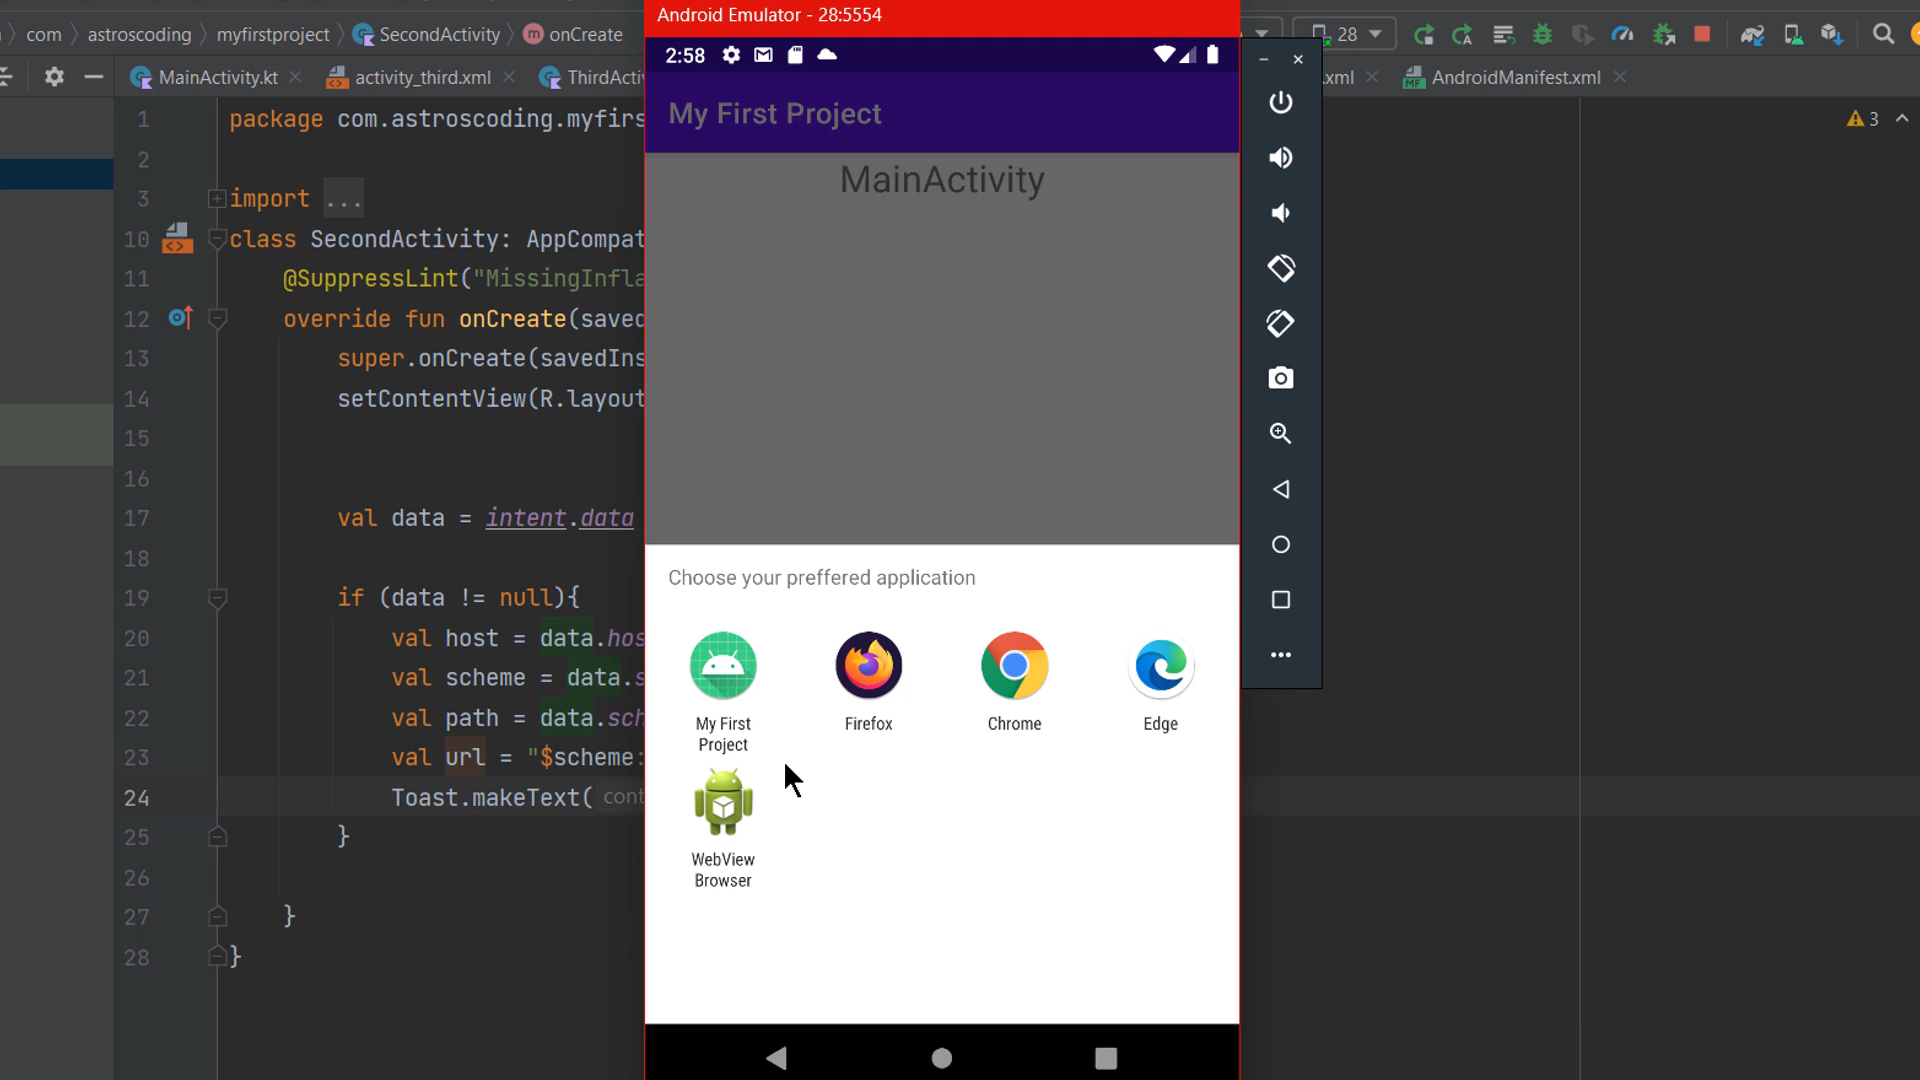 Android Emulator - 28:5554
com astroscoding myfirstproject SecondActivity m onCreate
28
MainActivity.kt activity_third.xml ThirdActi
.xml AndroidManifest.xml
2:58
My First Project
MainActivity
3
1 package com.astroscoding.myfirs
2
3 import ...
10 class SecondActivity: AppCompat
11 @SuppressLint("MissingInfla
12 override fun onCreate(saved
13 super.onCreate(savedIns
14 setContentView(R.layout
15
16
17 val data = intent.data
18
19 if (data != null){
20 val host = data.hos
21 val scheme = data.s
22 val path = data.sch
23 val url = "$scheme:
24 Toast.makeText( cont
25 }
26
27 }
28 }
Choose your preffered application
My First
Project
Firefox
Chrome
Edge
WebView
Browser